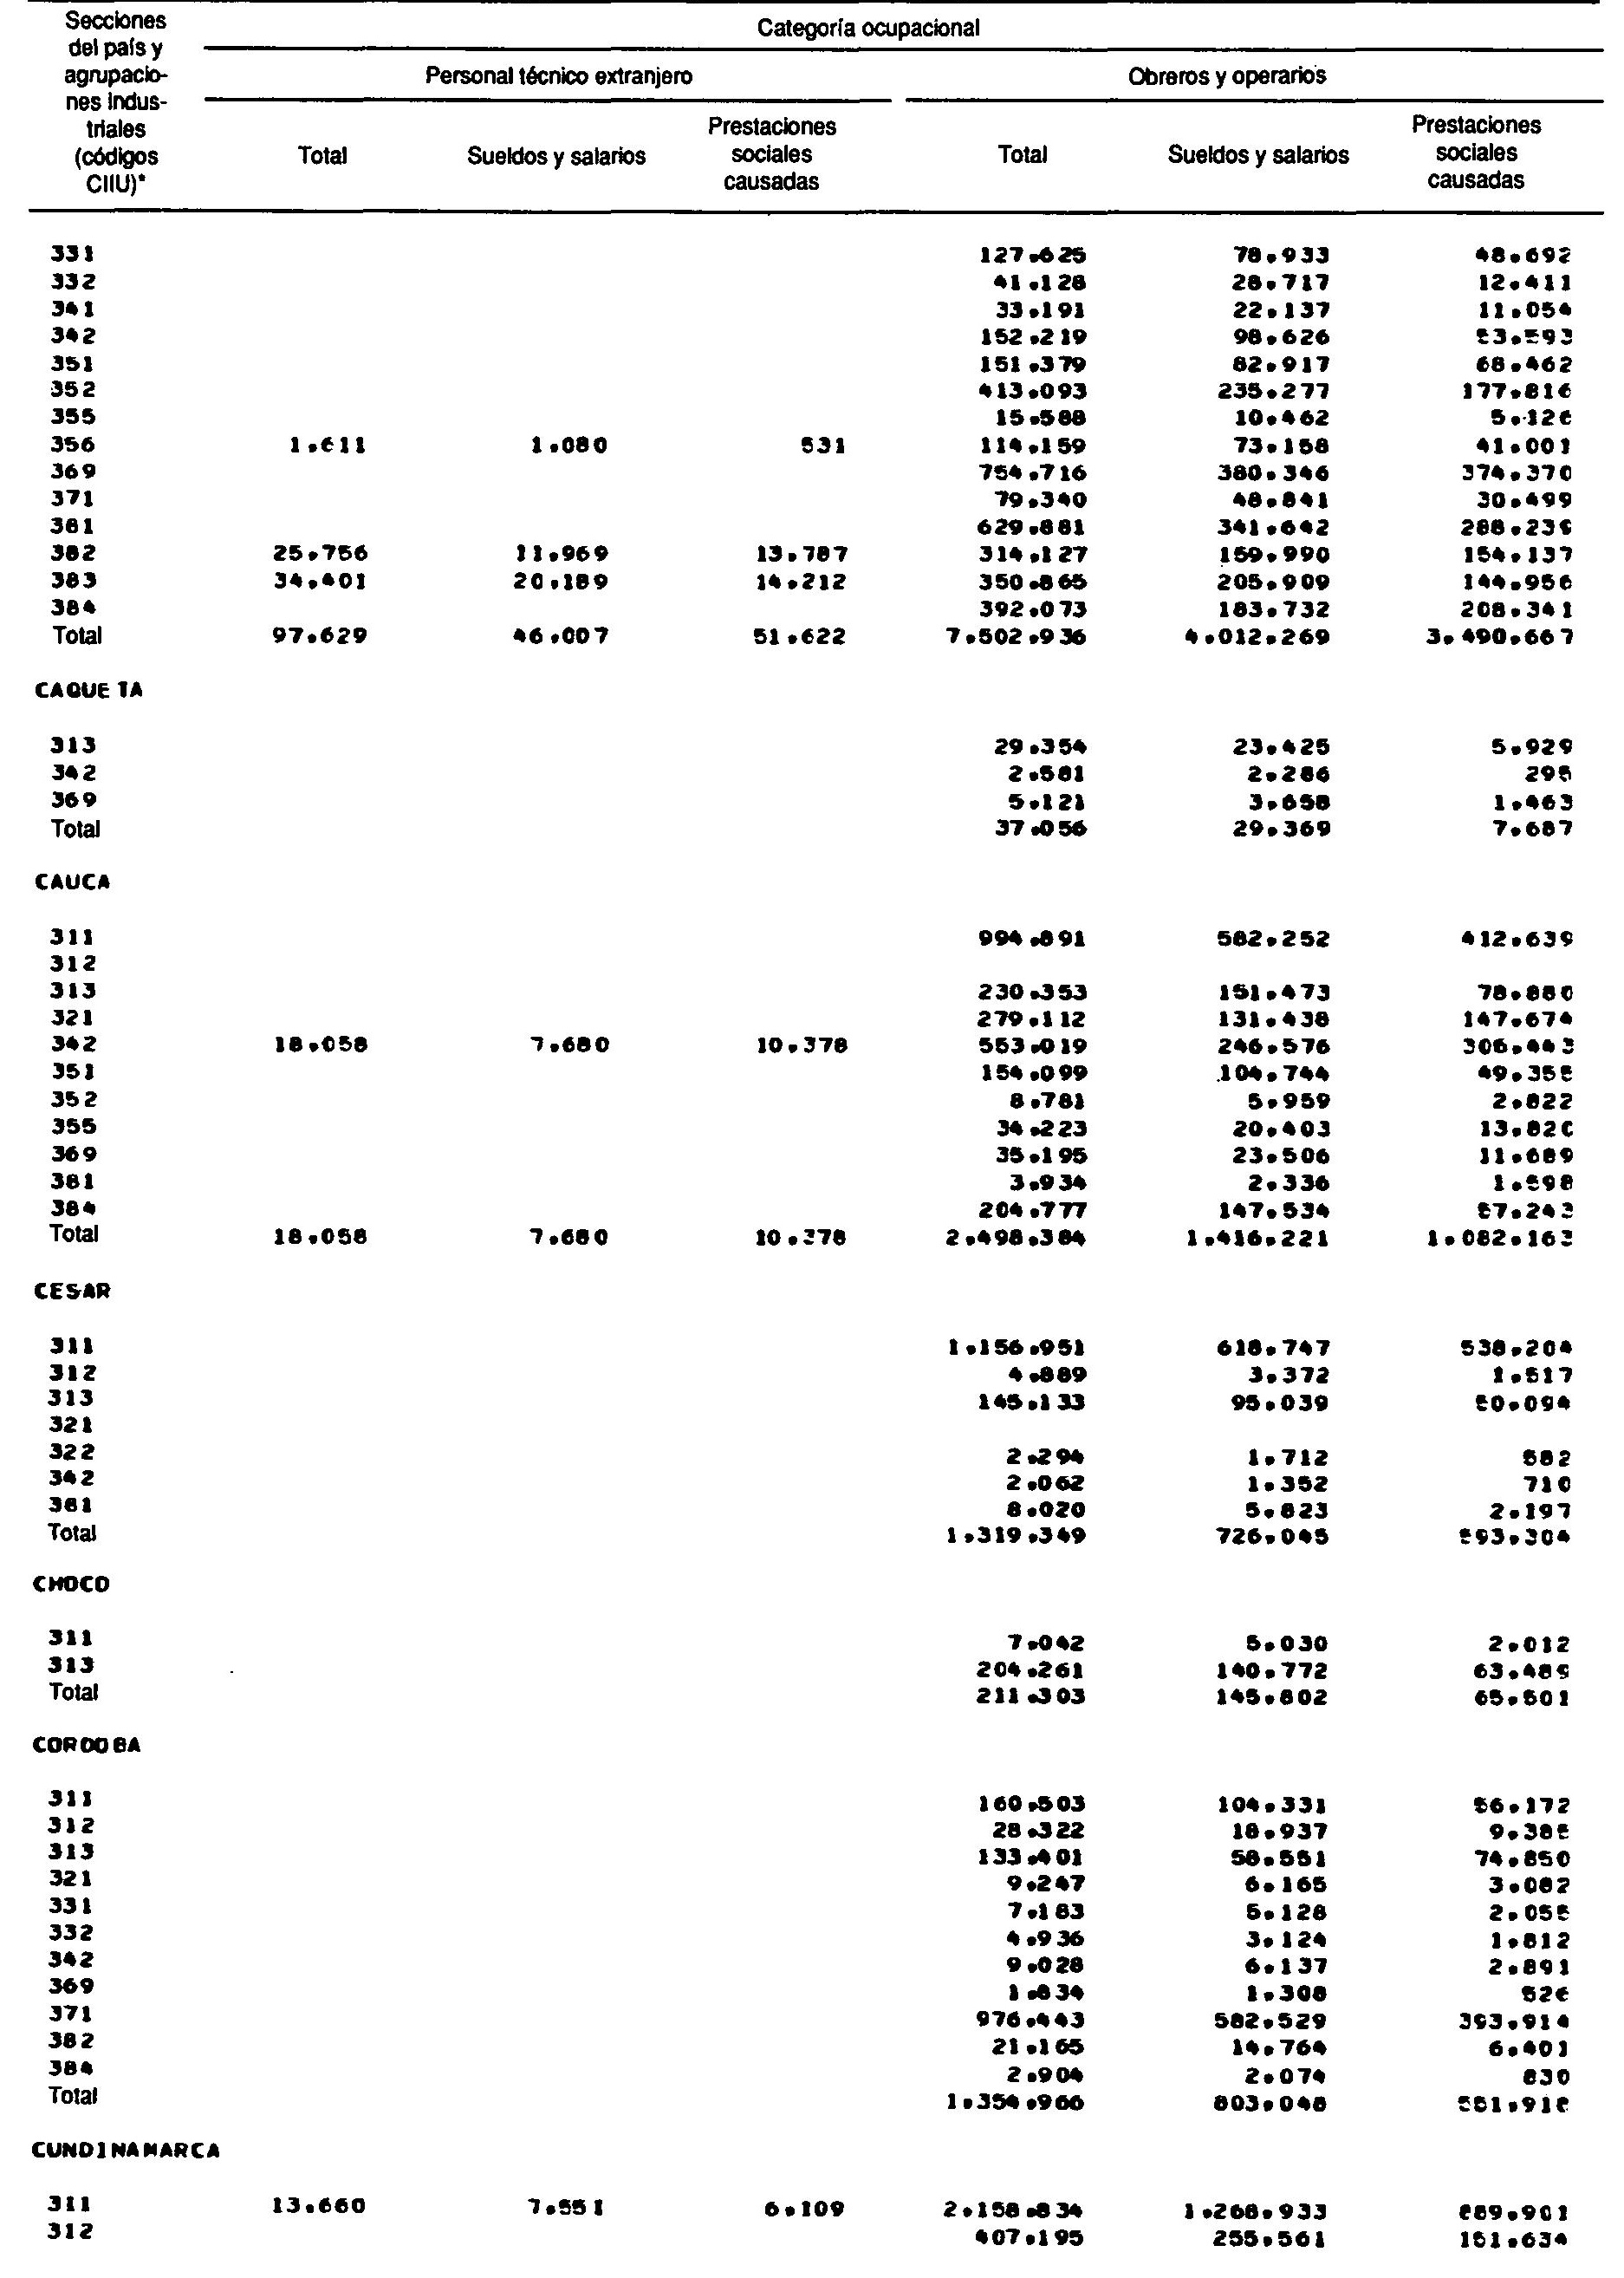 Secciones del país y agrupacio- nes indus- triales (códigos CIIU)*
Categoría ocupacional
Personal técnico extranjero Obreros y operarios
Total Sueldos y salarios Prestaciones sociales causadas Total Sueldos y salarios Prestaciones sociales causadas
331 127.625 78.933 48.692
332 41.128 28.717 12.411
341 33.191 22.137 11.054
342 152.219 98.626 53.593
351 151.379 82.917 68.462
352 413.093 235.277 177.816
355 15.588 10.462 5.126
356 1.611 1.080 531 114.159 73.158 41.001
369 754.716 380.346 374.370
371 79.340 48.841 30.499
381 629.881 341.642 288.239
382 25.756 11.969 13.787 314.127 159.990 154.137
383 34.401 20.189 14.212 350.865 205.909 144.956
384 392.073 183.732 208.341
Total 97.629 46.007 51.622 7.502.936 4.012.269 3.490.667
CAQUETA
313 29.354 23.425 5.929
342 2.581 2.286 295
369 5.121 3.658 1.463
Total 37.056 29.369 7.687
CAUCA
311 994.891 582.252 412.639
312
313 230.353 151.473 78.880
321 279.112 131.438 147.674
342 18.058 7.680 10.378 553.019 246.576 306.443
351 154.099 104.744 49.355
352 8.781 5.959 2.822
355 34.223 20.403 13.820
369 35.195 23.506 11.689
381 3.934 2.336 1.598
384 204.777 147.534 57.243
Total 18.058 7.680 10.378 2.498.384 1.416.221 1.082.163
CESAR
311 1.156.951 618.747 538.204
312 4.889 3.372 1.517
313 145.133 95.039 50.094
321
322 2.294 1.712 582
342 2.062 1.352 710
381 8.020 5.823 2.197
Total 1.319.349 726.045 593.304
CHOCO
311 7.042 5.030 2.012
313 204.261 140.772 63.489
Total 211.303 145.802 65.501
CORDOBA
311 160.503 104.331 56.172
312 28.322 18.937 9.385
313 133.401 58.551 74.850
321 9.247 6.165 3.082
331 7.183 5.128 2.055
332 4.936 3.124 1.812
342 9.028 6.137 2.891
369 1.834 1.308 526
371 976.443 582.529 393.914
382 21.165 14.764 6.401
384 2.904 2.074 830
Total 1.354.966 803.048 551.918
CUNDINAMARCA
311 13.660 7.551 6.109 2.158.834 1.268.933 889.901
312 407.195 255.561 151.634